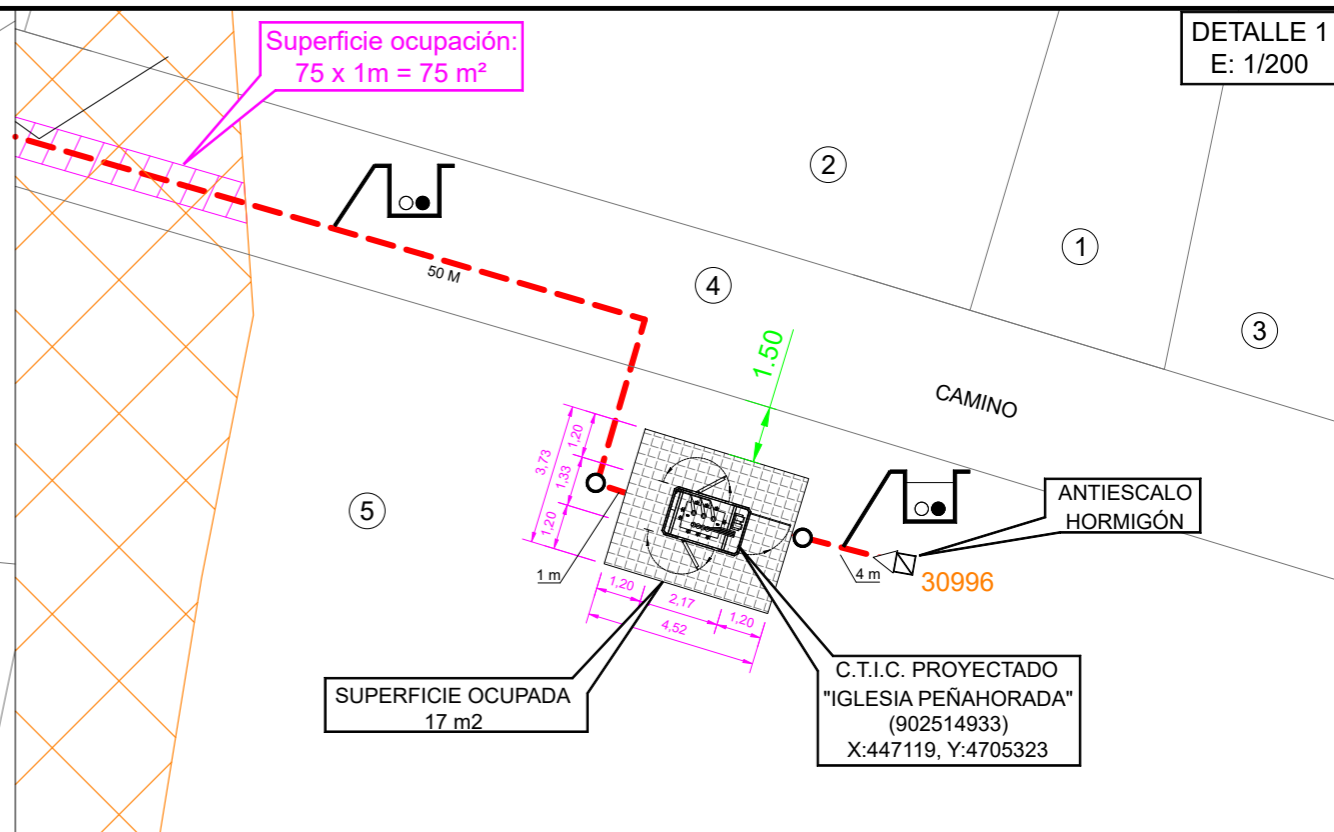 Superficie ocupación:
75 x 1m = 75 m²
DETALLE 1
E: 1/200
2
1
4
3
50 M
1.50
CAMINO
3,73
1,20
1,33
1,20
5
1 m
1,20
2,17
1,20
4,52
4 m
ANTIESCALO
HORMIGÓN
30996
SUPERFICIE OCUPADA
17 m2
C.T.I.C. PROYECTADO
"IGLESIA PEÑAHORADA"
(902514933)
X:447119, Y:4705323